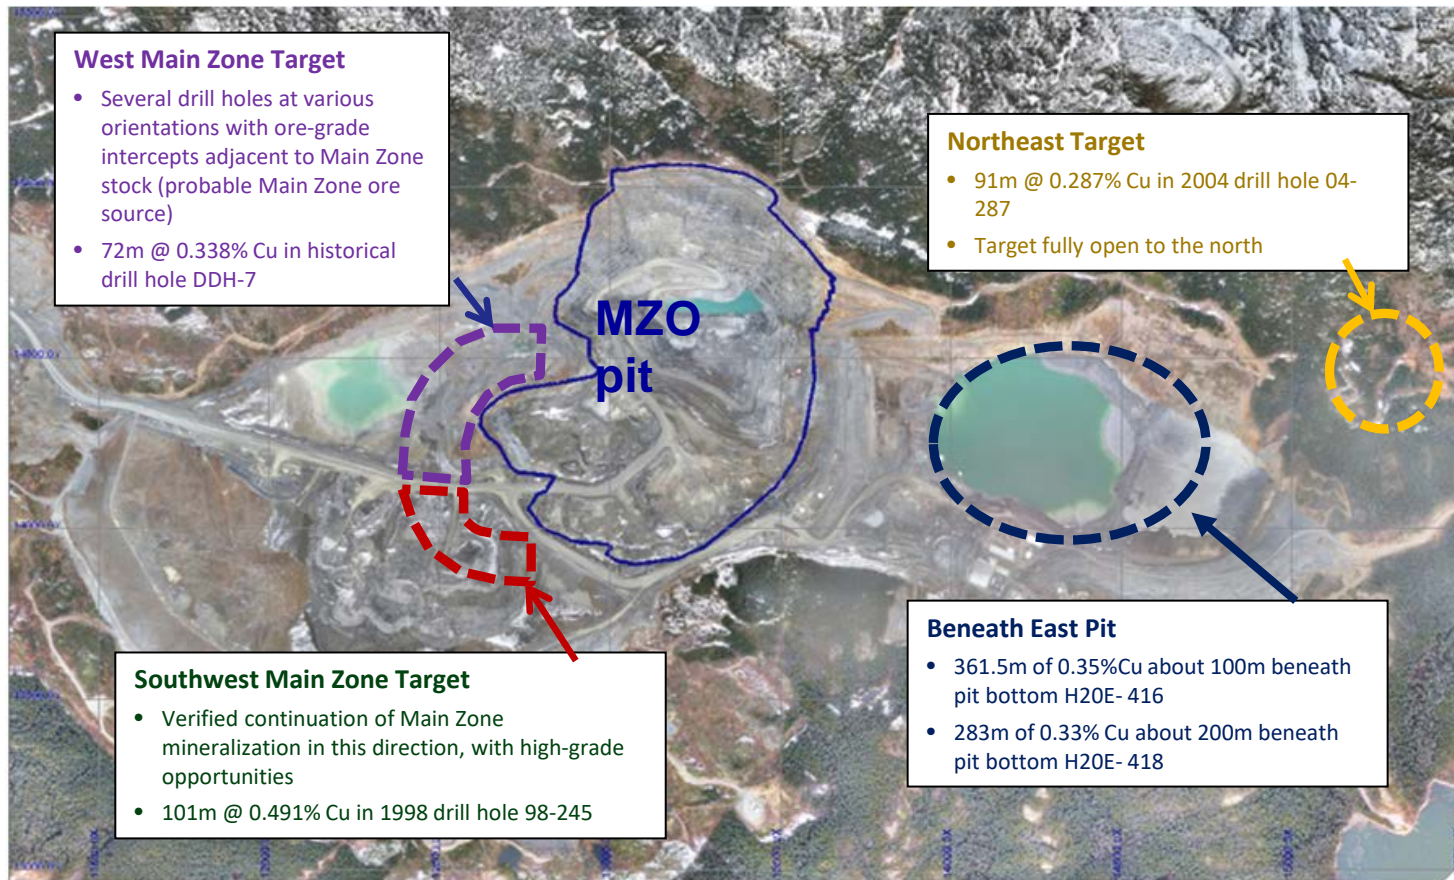 West Main Zone Target
• Several drill holes at various
orientations with ore-grade
intercepts adjacent to Main Zone
stock (probable Main Zone ore
source)
• 72m @ 0.338% Cu in historical
drill hole DDH-7
Northeast Target
• 91m @ 0.287% Cu in 2004 drill hole 04-
287
• Target fully open to the north
MZO
pit
Southwest Main Zone Target
• Verified continuation of Main Zone
mineralization in this direction, with high-grade
opportunities
• 101m @ 0.491% Cu in 1998 drill hole 98-245
Beneath East Pit
• 361.5m of 0.35%Cu about 100m beneath
pit bottom H20E- 416
• 283m of 0.33% Cu about 200m beneath
pit bottom H20E- 418